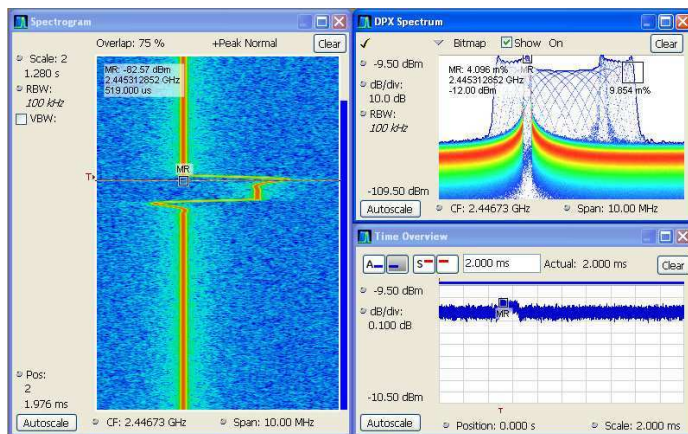 Spectrogram
Overlap: 75 %
+Peak Normal
Clear
Scale: 2
1.280 s
RBW:
100 kHz
VBW:
MR: -82.57 dBm
2.445312852 GHz
519.000 us
MR
T
Pos:
2
1.976 ms
Autoscale
CF: 2.44673 GHz
Span: 10.00 MHz
DPX Spectrum
Bitmap
Show
On
Clear
-9.50 dBm
dB/div:
10.0 dB
RBW:
100 kHz
MR: 4.096 m%
2.445312852 GHz
-12.00 dBm
MR
9.854 m%
-109.50 dBm
Autoscale
CF: 2.44673 GHz
Span: 10.00 MHz
Time Overview
A
S
2.000 ms
Actual: 2.000 ms
Clear
-9.50 dBm
dB/div:
0.100 dB
MR
-10.50 dBm
T
Autoscale
Position: 0.000 s
Scale: 2.000 ms